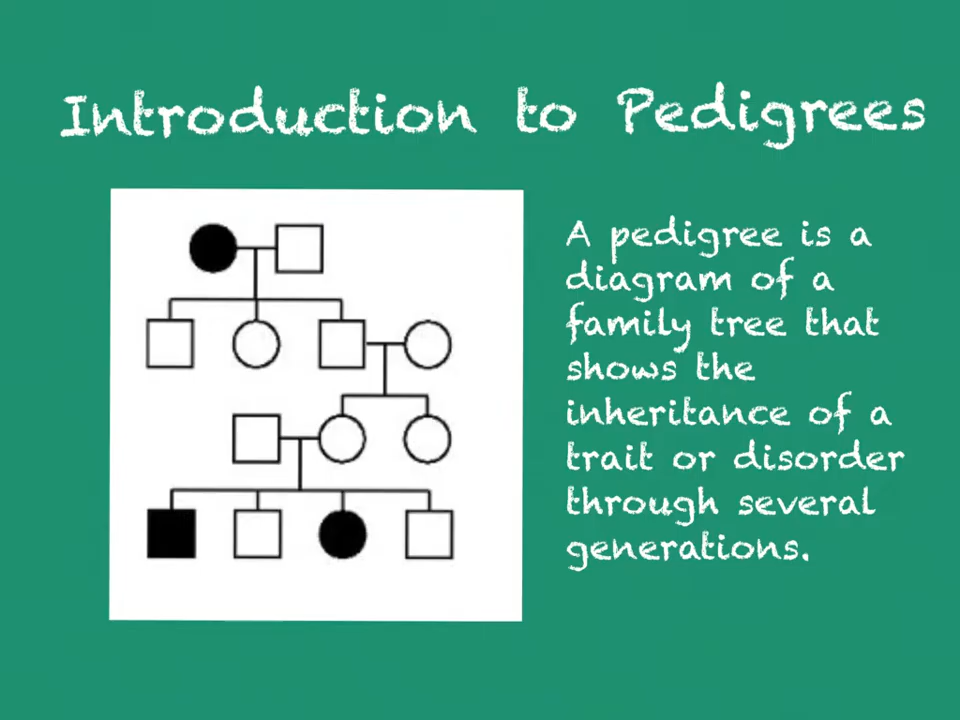 Introduction to Pedigrees
A pedigree is a
diagram of a
family tree that
shows the
inheritance of a
trait or disorder
through several
generations.